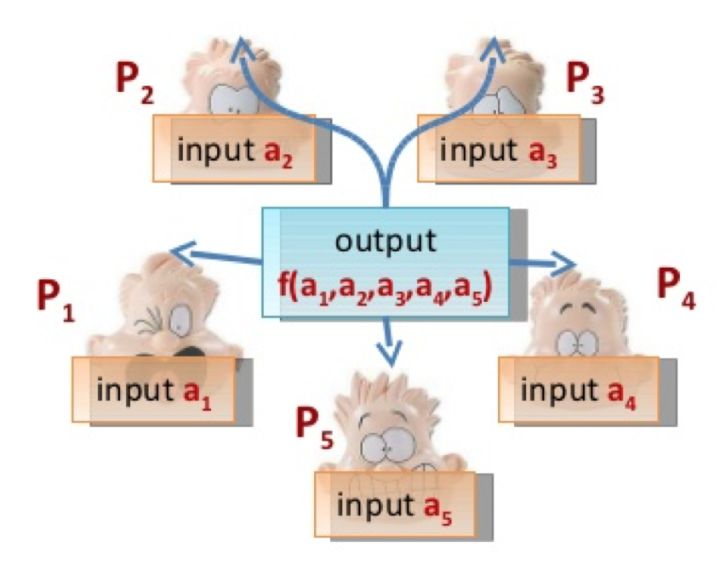 P₂
P₃
input a₂
input a₃
output
f(a₁,a₂,a₃,a₄,a₅)
P₁
P₄
input a₁
input a₄
P₅
input a₅